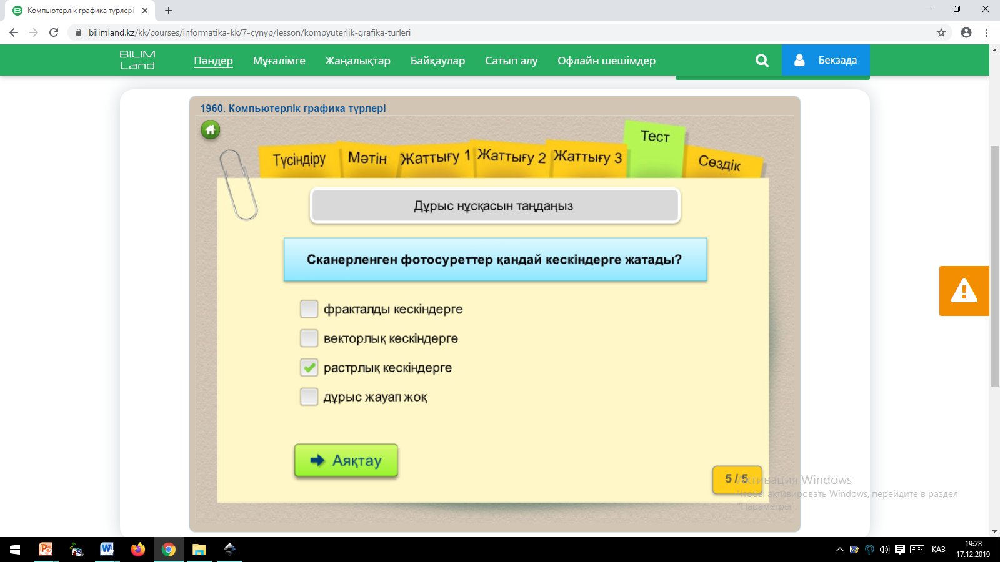 Компьютерлік графика түрлері
bilimland.kz/kk/courses/informatika-kk/7-сynyp/lesson/kompyuterlik-grafika-turleri
BILIM
Land
Пәндер
Мұғалімге
Жаңалықтар
Байқаулар
Сатып алу
Офлайн шешімдер
Бекзада
1960. Компьютерлік графика түрлері
Түсіндіру
Мәтін
Жаттығу 1
Жаттығу 2
Жаттығу 3
Тест
Сөздік
Дұрыс нұсқасын таңдаңыз
Сканерленген фотосуреттер қандай кескіндерге жатады?
фракталды кескіндерге
векторлық кескіндерге
растрлық кескіндерге
дұрыс жауап жоқ
Аяқтау
5 / 5
Активация Windows
Чтобы активировать Windows, перейдите в раздел
"Параметры".
ҚАЗ
19:28
17.12.2019